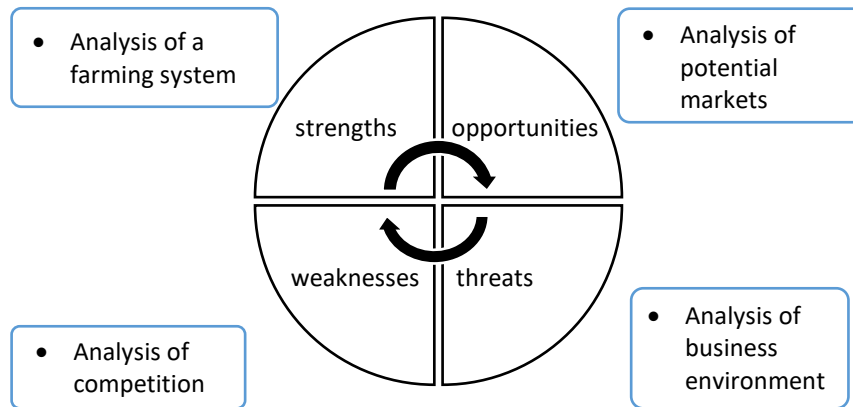 • Analysis of a
farming system
• Analysis of
potential
markets
strengths
opportunities
weaknesses
threats
• Analysis of
competition
• Analysis of
business
environment